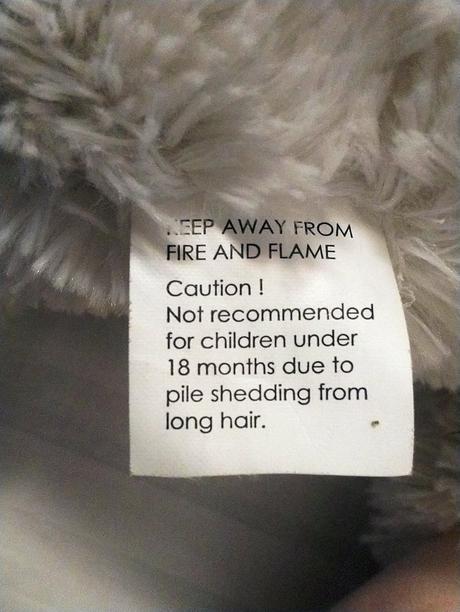 KEEP AWAY FROM
FIRE AND FLAME
Caution !
Not recommended
for children under
18 months due to
pile shedding from
long hair.